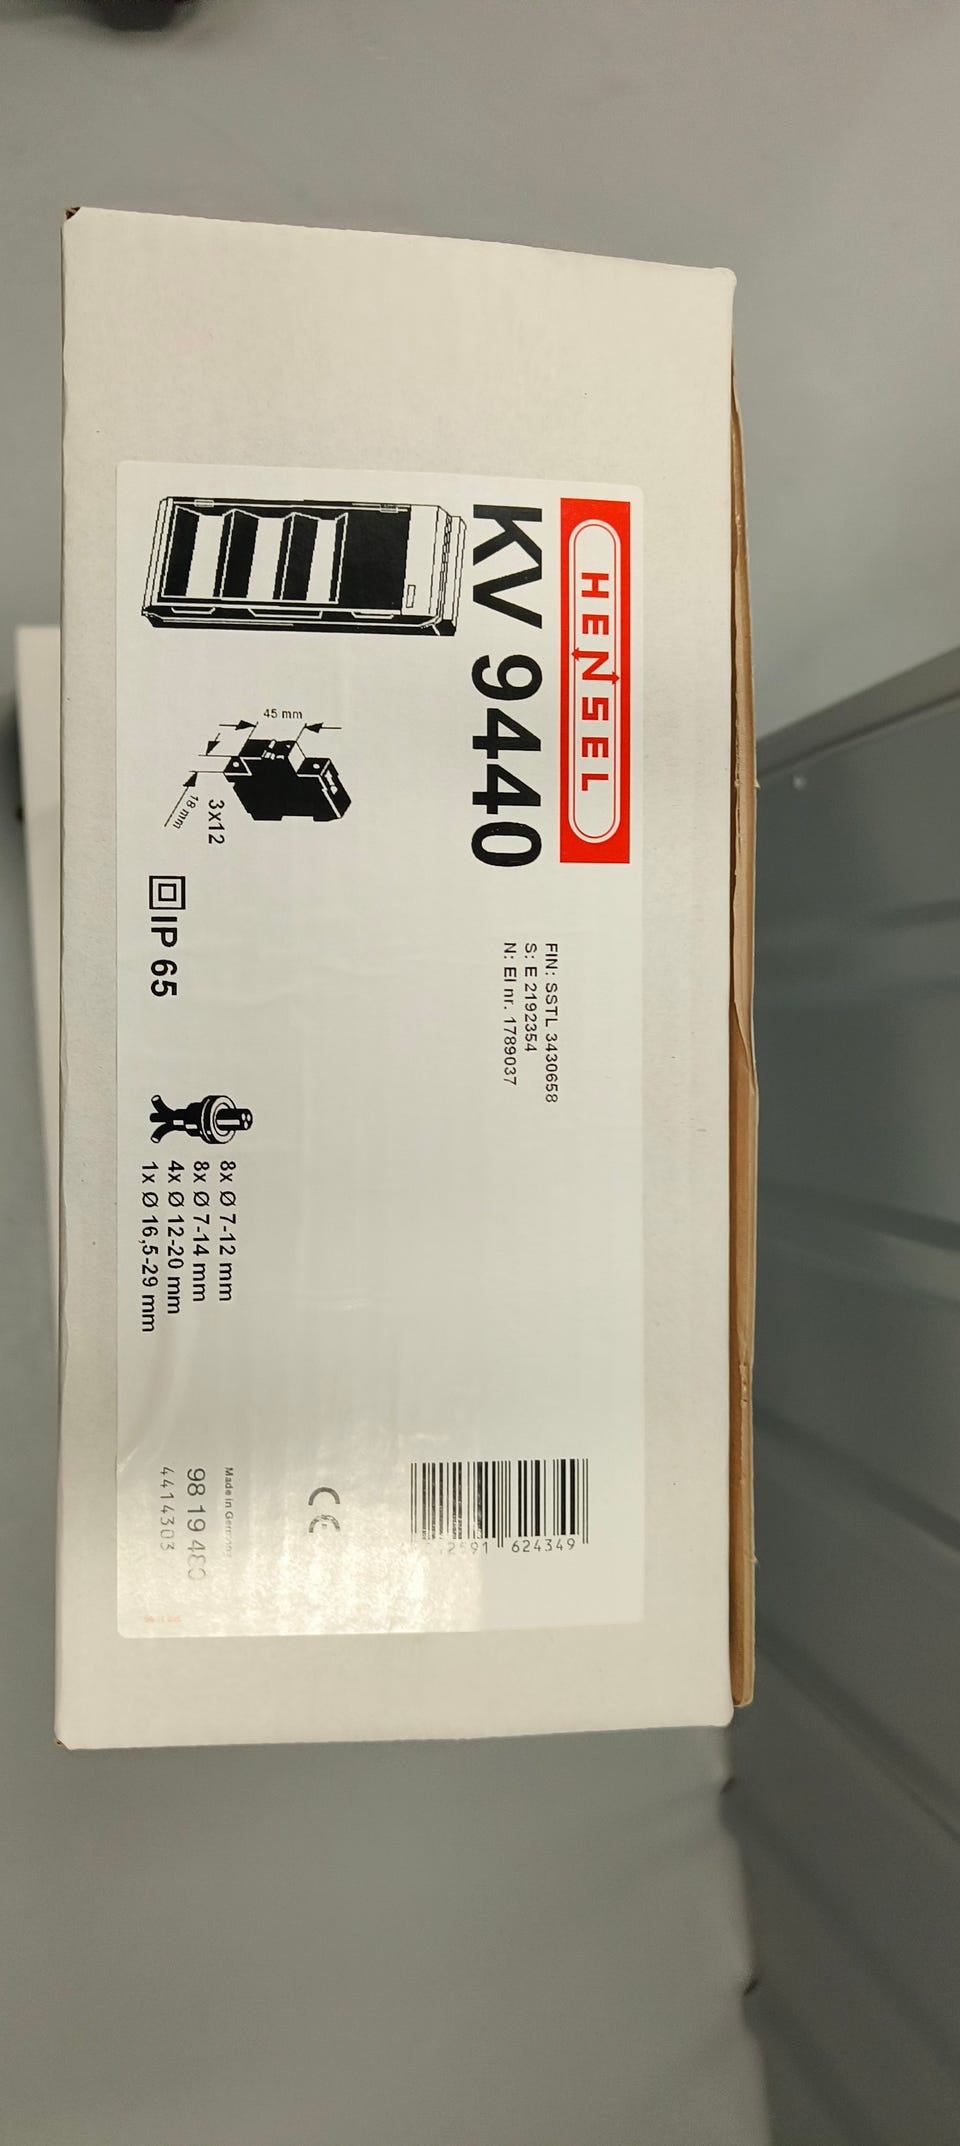 HENSEL
KV 9440
FIN: SSTL 3430658
S: E 2192354
N: El nr. 1789037
45 mm
18 mm
3x12
IP 65
8x Ø 7-12 mm
8x Ø 7-14 mm
4x Ø 12-20 mm
1x Ø 16,5-29 mm
624349
CE
Made in Germany
98 19 480
4414303